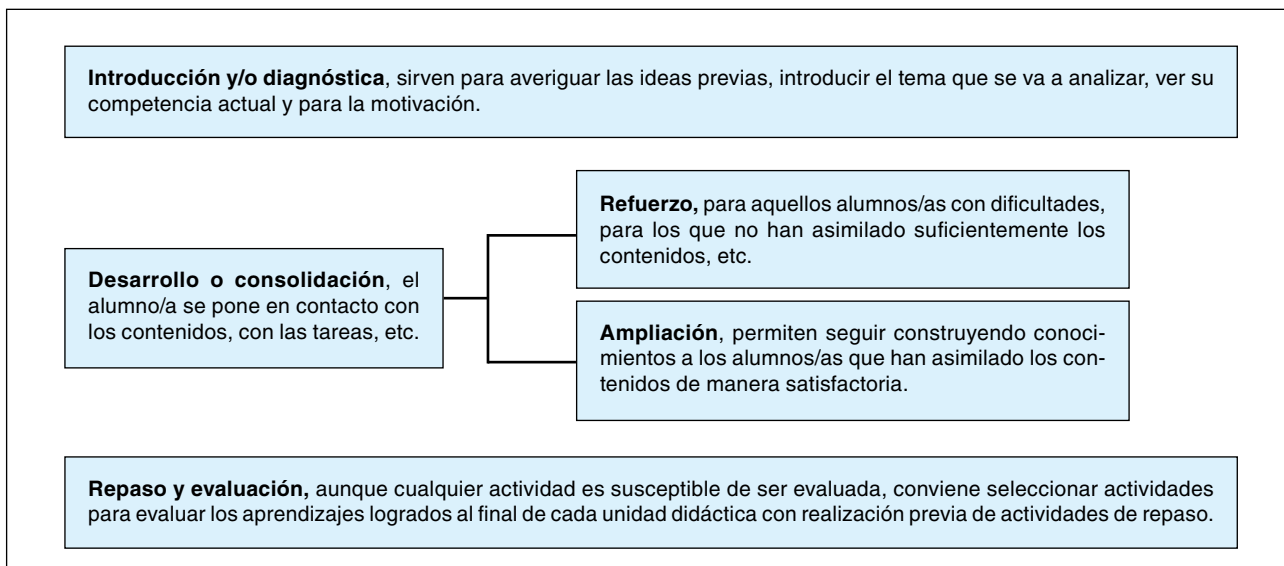 Introducción y/o diagnóstica, sirven para averiguar las ideas previas, introducir el tema que se va a analizar, ver su
competencia actual y para la motivación.
Desarrollo o consolidación, el
alumno/a se pone en contacto con
los contenidos, con las tareas, etc.
Refuerzo, para aquellos alumnos/as con dificultades,
para los que no han asimilado suficientemente los
contenidos, etc.
Ampliación, permiten seguir construyendo conoci-
mientos a los alumnos/as que han asimilado los con-
tenidos de manera satisfactoria.
Repaso y evaluación, aunque cualquier actividad es susceptible de ser evaluada, conviene seleccionar actividades
para evaluar los aprendizajes logrados al final de cada unidad didáctica con realización previa de actividades de repaso.